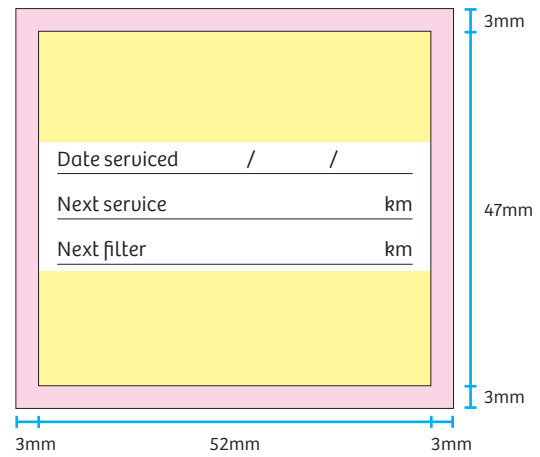 3mm
Date serviced / /
Next service km
47mm
Next filter km
3mm
3mm 52mm 3mm